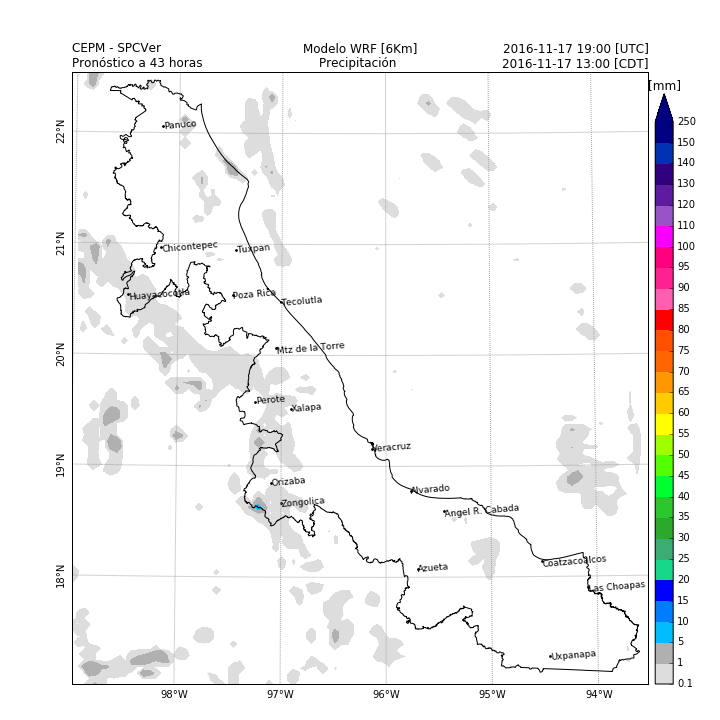 CEPM - SPCVer Modelo WRF [6Km] 2016-11-17 19:00 [UTC]
Pronóstico a 43 horas Precipitación 2016-11-17 13:00 [CDT]
[mm]
250
150
140
130
120
110
100
95
90
85
80
75
70
65
60
55
50
45
40
35
30
25
20
15
10
5
1
0.1
22°N
21°N
20°N
19°N
18°N
Panuco
Chicontepec
Tuxpan
Huayacocotla
Poza Rica
Tecolutla
Mtz de la Torre
Perote
Xalapa
Veracruz
Orizaba
Zongolica
Alvarado
Angel R. Cabada
Azueta
Coatzacoalcos
Las Choapas
Uxpanapa
98°W 97°W 96°W 95°W 94°W